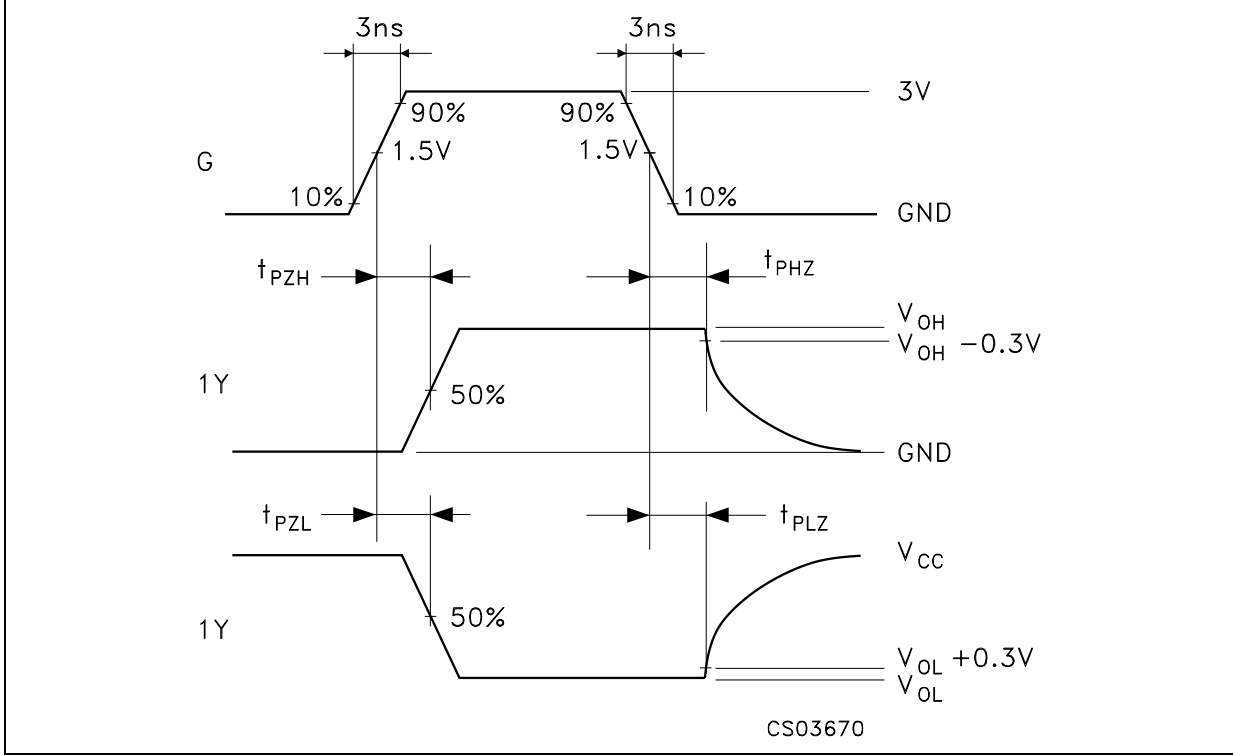 3ns 3ns
90% 90% 3V
G 1.5V 1.5V
10% 10% GND
tPZH tPHZ
VOH
VOH -0.3V
1Y 50%
GND
tPZL tPLZ
VCC
1Y 50%
VOL +0.3V
VOL
CS03670